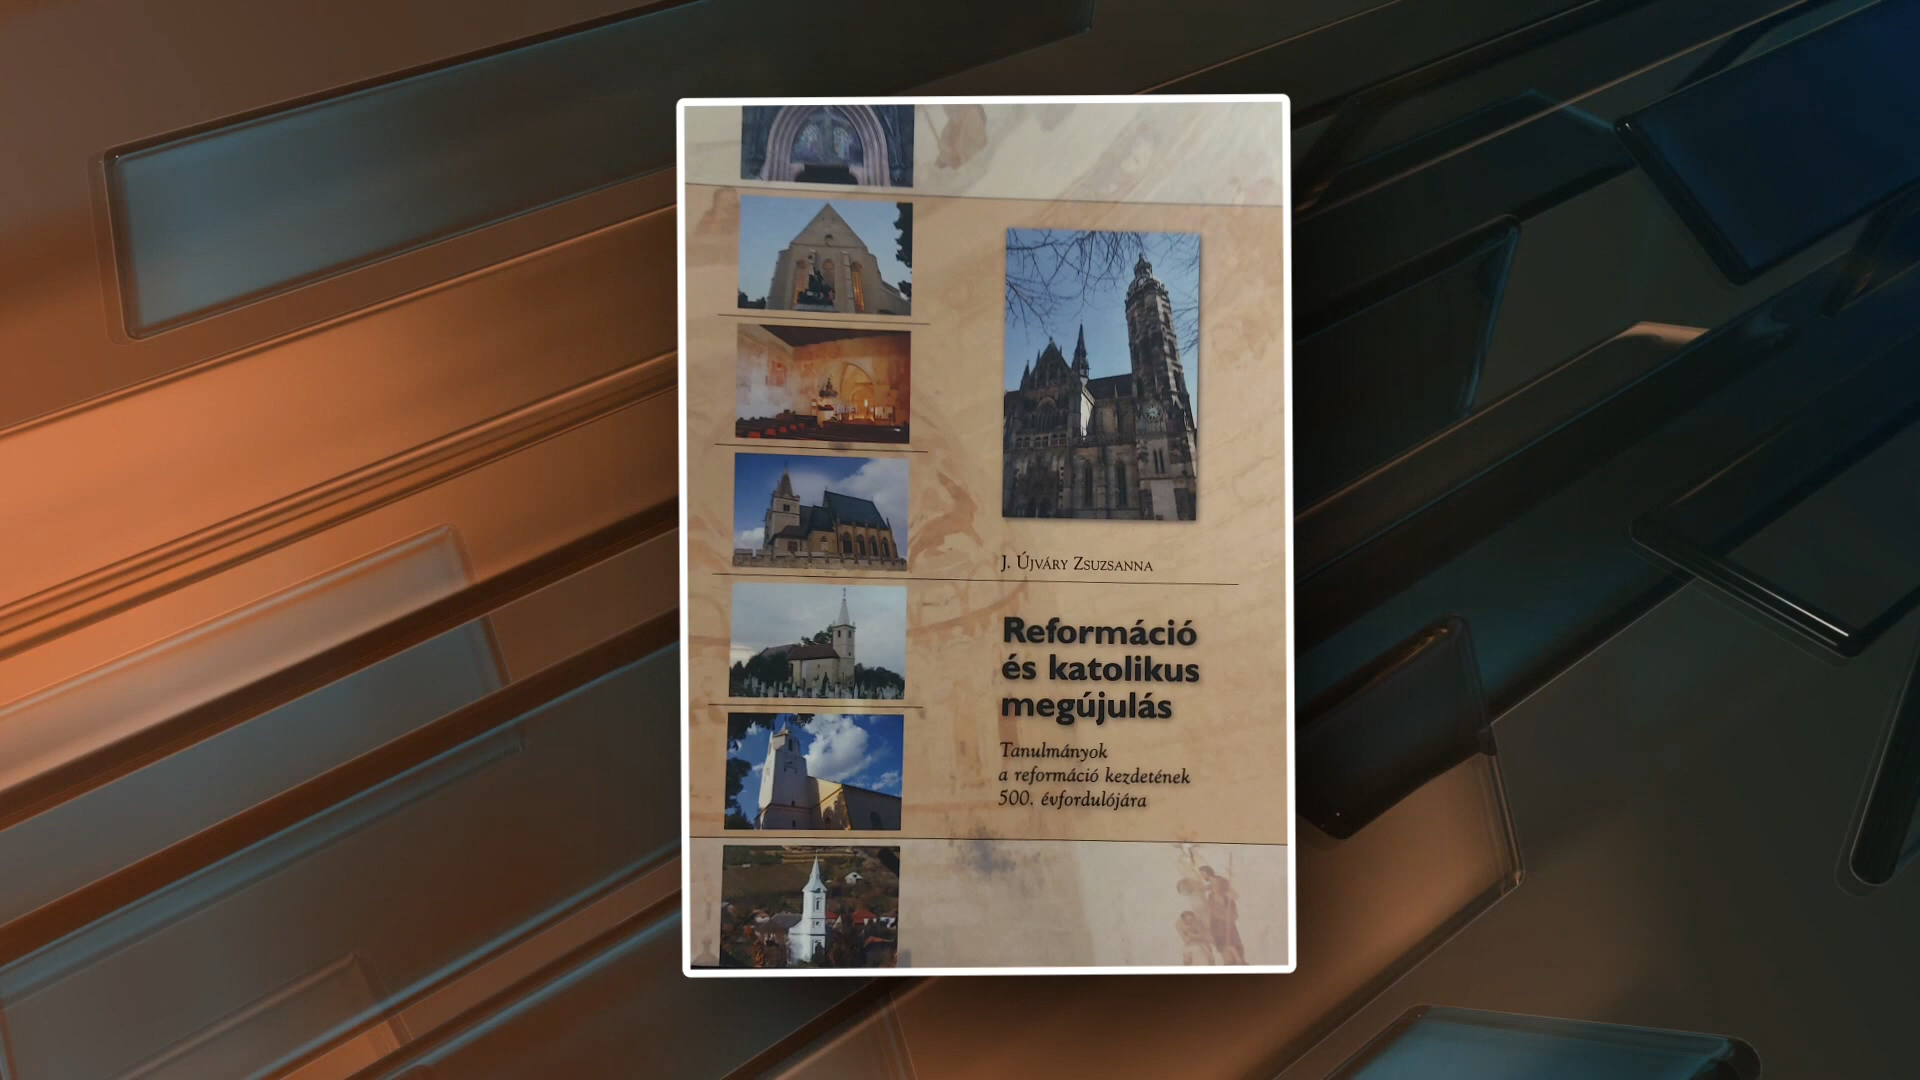 J. Újváry Zsuzsanna
Reformáció
és katolikus
megújulás
Tanulmányok
a reformáció kezdetének
500. évfordulójára